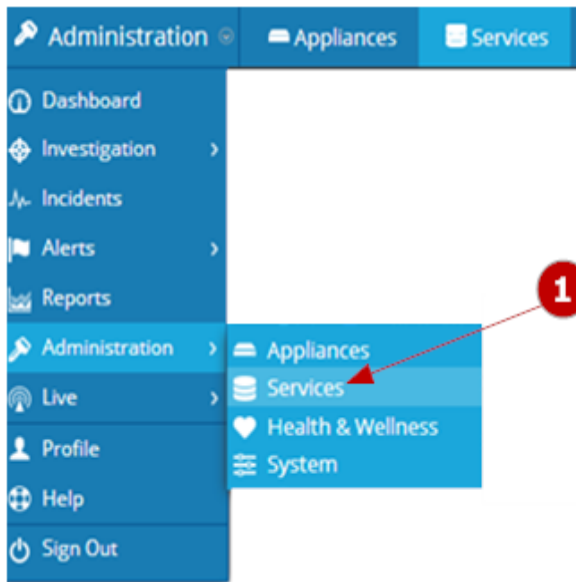 Administration Appliances Services
Dashboard
Investigation
Incidents
Alerts
Reports
Administration
Appliances
1
Services
Health & Wellness
System
Live
Profile
Help
Sign Out